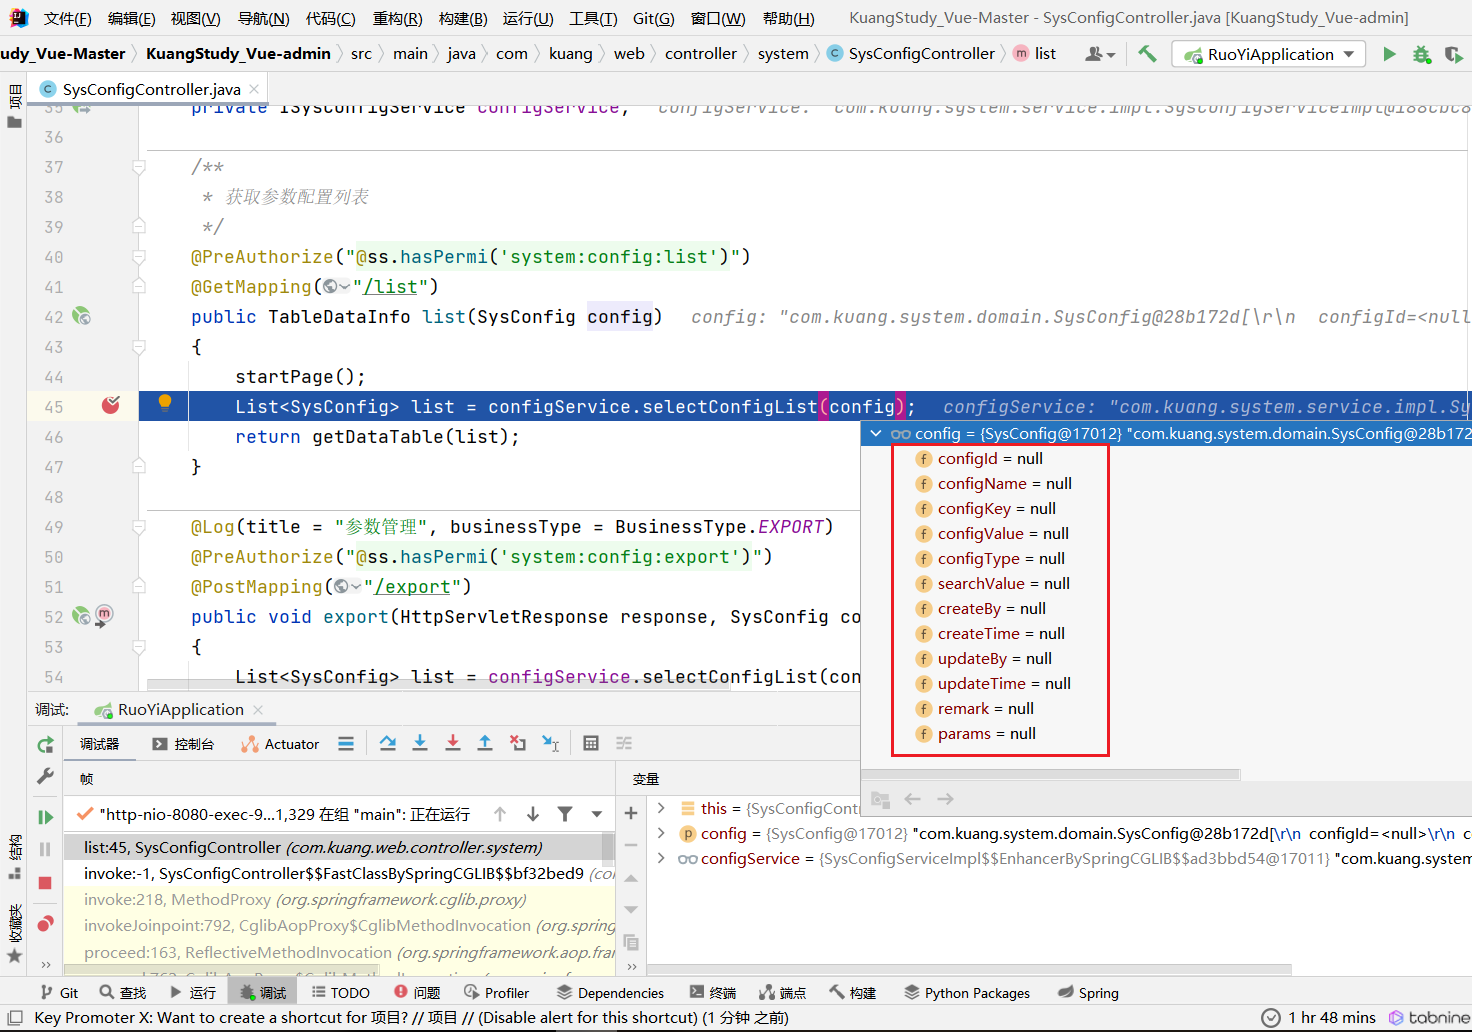 文件(F) 编辑(E) 视图(V) 导航(N) 代码(C) 重构(R) 构建(B) 运行(U) 工具(T) Git(G) 窗口(W) 帮助(H) KuangStudy_Vue-Master - SysConfigController.java [KuangStudy_Vue-admin]
udy_Vue-Master KuangStudy_Vue-admin src main java com kuang web controller system SysConfigController list RuoYiApplication
项目
SysConfigController.java
35 private ISysConfigService configService; configService: "com.kuang.system.service.impl.SysConfigServiceImpl@188cbc8
36
37 /**
38 * 获取参数配置列表
39 */
40 @PreAuthorize("@ss.hasPermi('system:config:list')")
41 @GetMapping("/list")
42 public TableDataInfo list(SysConfig config) config: "com.kuang.system.domain.SysConfig@28b172d[\r\n configId=<null
43 {
44 startPage();
45 List<SysConfig> list = configService.selectConfigList(config); configService: "com.kuang.system.service.impl.Sy
46 return getDataTable(list);
47 }
48
49 @Log(title = "参数管理", businessType = BusinessType.EXPORT)
50 @PreAuthorize("@ss.hasPermi('system:config:export')")
51 @PostMapping("/export")
52 public void export(HttpServletResponse response, SysConfig co
53 {
54 List<SysConfig> list = configService.selectConfigList(con
config = {SysConfig@17012} "com.kuang.system.domain.SysConfig@28b172
configId = null
configName = null
configKey = null
configValue = null
configType = null
searchValue = null
createBy = null
createTime = null
updateBy = null
updateTime = null
remark = null
params = null
调试: RuoYiApplication
调试器 控制台 Actuator
帧 变量
"http-nio-8080-exec-9...1,329 在组 "main": 正在运行
list:45, SysConfigController (com.kuang.web.controller.system)
invoke:-1, SysConfigController$$FastClassBySpringCGLIB$$bf32bed9 (co
invoke:218, MethodProxy (org.springframework.cglib.proxy)
invokeJoinpoint:792, CglibAopProxy$CglibMethodInvocation (org.spring
proceed:163, ReflectiveMethodInvocation (org.springframework.aop.fran
this = {SysConfigCont
config = {SysConfig@17012} "com.kuang.system.domain.SysConfig@28b172d[\r\n configId=<null>\r\n c
configService = {SysConfigServiceImpl$$EnhancerBySpringCGLIB$$ad3bbd54@17011} "com.kuang.system
结构
收藏夹
Git 查找 运行 调试 TODO 问题 Profiler Dependencies 终端 端点 构建 Python Packages Spring
Key Promoter X: Want to create a shortcut for 项目? // 项目 // (Disable alert for this shortcut) (1 分钟 之前) 1 hr 48 mins tabnine